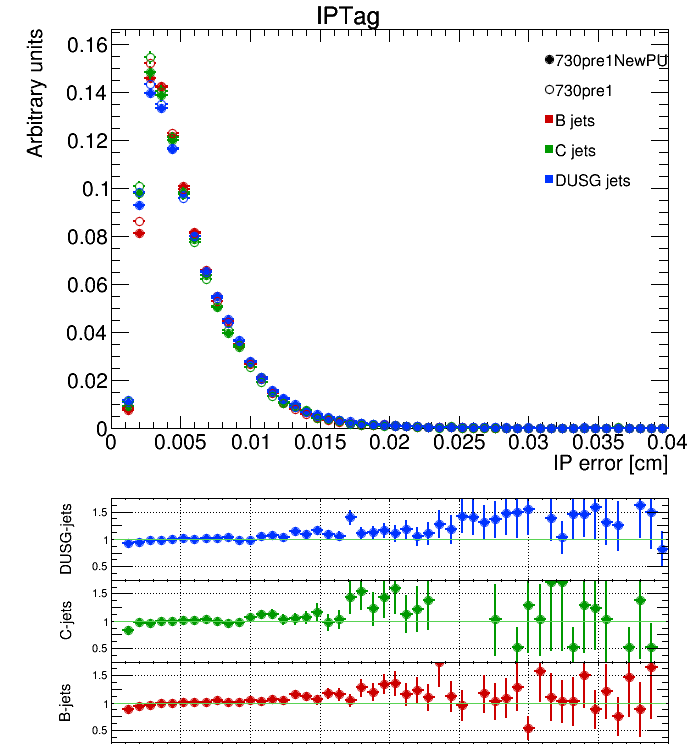 IPTag
Arbitrary units
0.16
0.14
0.12
0.1
0.08
0.06
0.04
0.02
0
730pre1NewPU
730pre1
B jets
C jets
DUSG jets
0 0.005 0.01 0.015 0.02 0.025 0.03 0.035 0.04
IP error [cm]
DUSG-jets
1.5
1
0.5
C-jets
1.5
1
0.5
B-jets
1.5
1
0.5